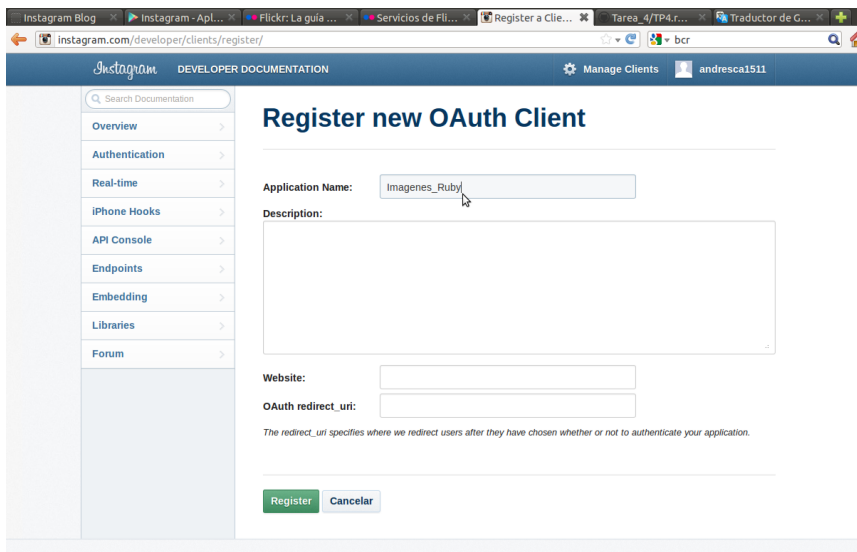 Instagram Blog Instagram - Apl... Flickr: La guía ... Servicios de Fli... Register a Clie... Tarea_4/TP4.r... Traductor de G...
instagram.com/developer/clients/register/ bcr
Instagram DEVELOPER DOCUMENTATION Manage Clients andresca1511
Search Documentation
Overview
Authentication
Real-time
iPhone Hooks
API Console
Endpoints
Embedding
Libraries
Forum
Register new OAuth Client
Application Name: Imagenes_Ruby
Description:
Website:
OAuth redirect_uri:
The redirect_uri specifies where we redirect users after they have chosen whether or not to authenticate your application.
Register Cancelar